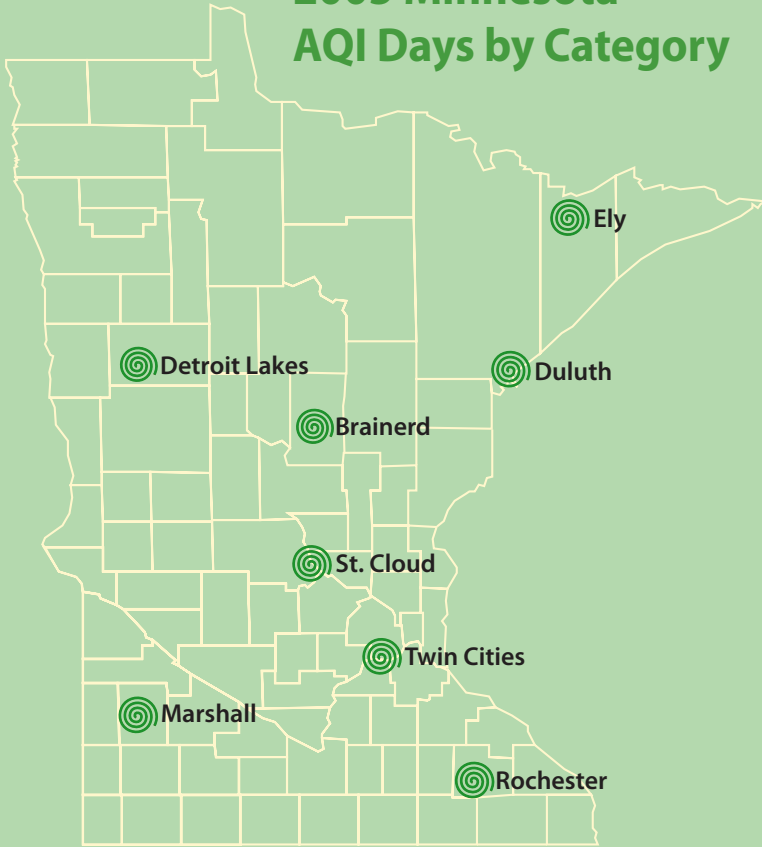 AQI Days by Category
Ely
Detroit Lakes
Duluth
Brainerd
St. Cloud
Twin Cities
Marshall
Rochester